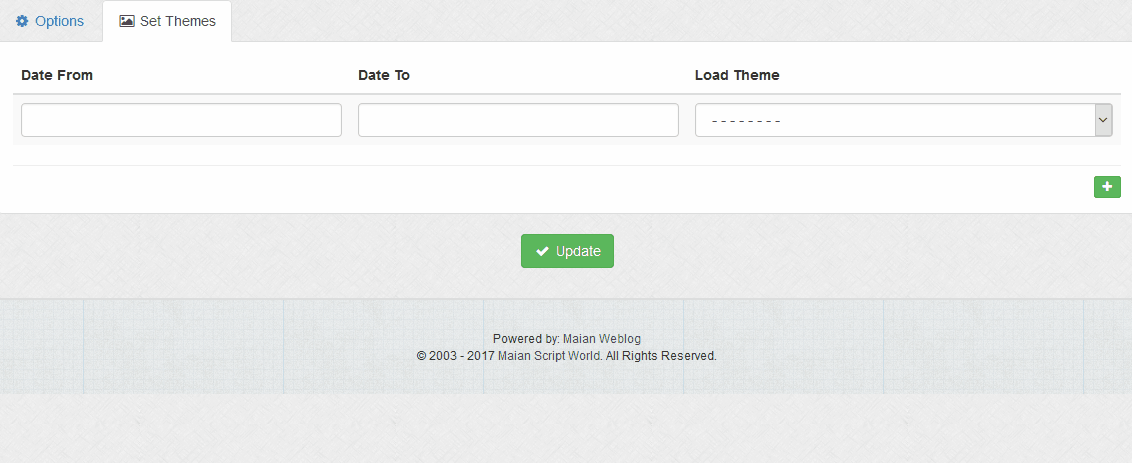 Options Set Themes
Date From Date To Load Theme
- - - - - - - -
Update
Powered by: Maian Weblog
© 2003 - 2017 Maian Script World. All Rights Reserved.